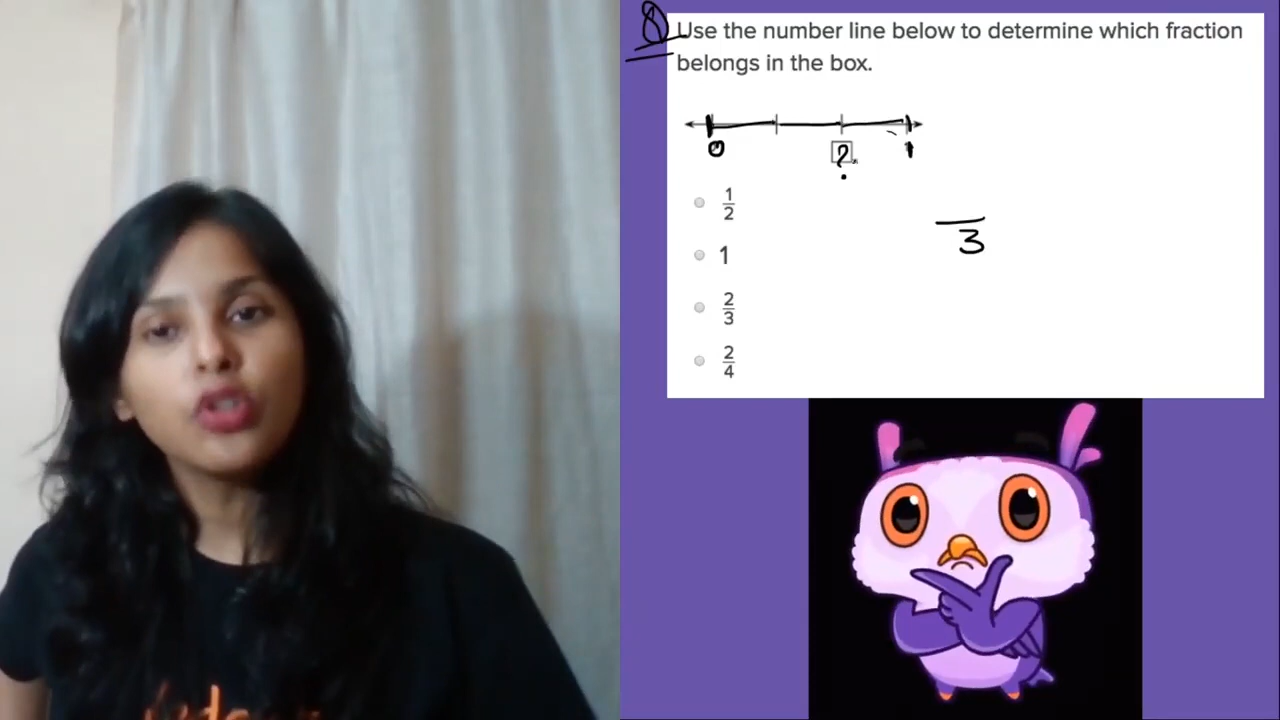 8 Use the number line below to determine which fraction
belongs in the box.
0 ? 1
1/2
1
2/3
2/4
/3